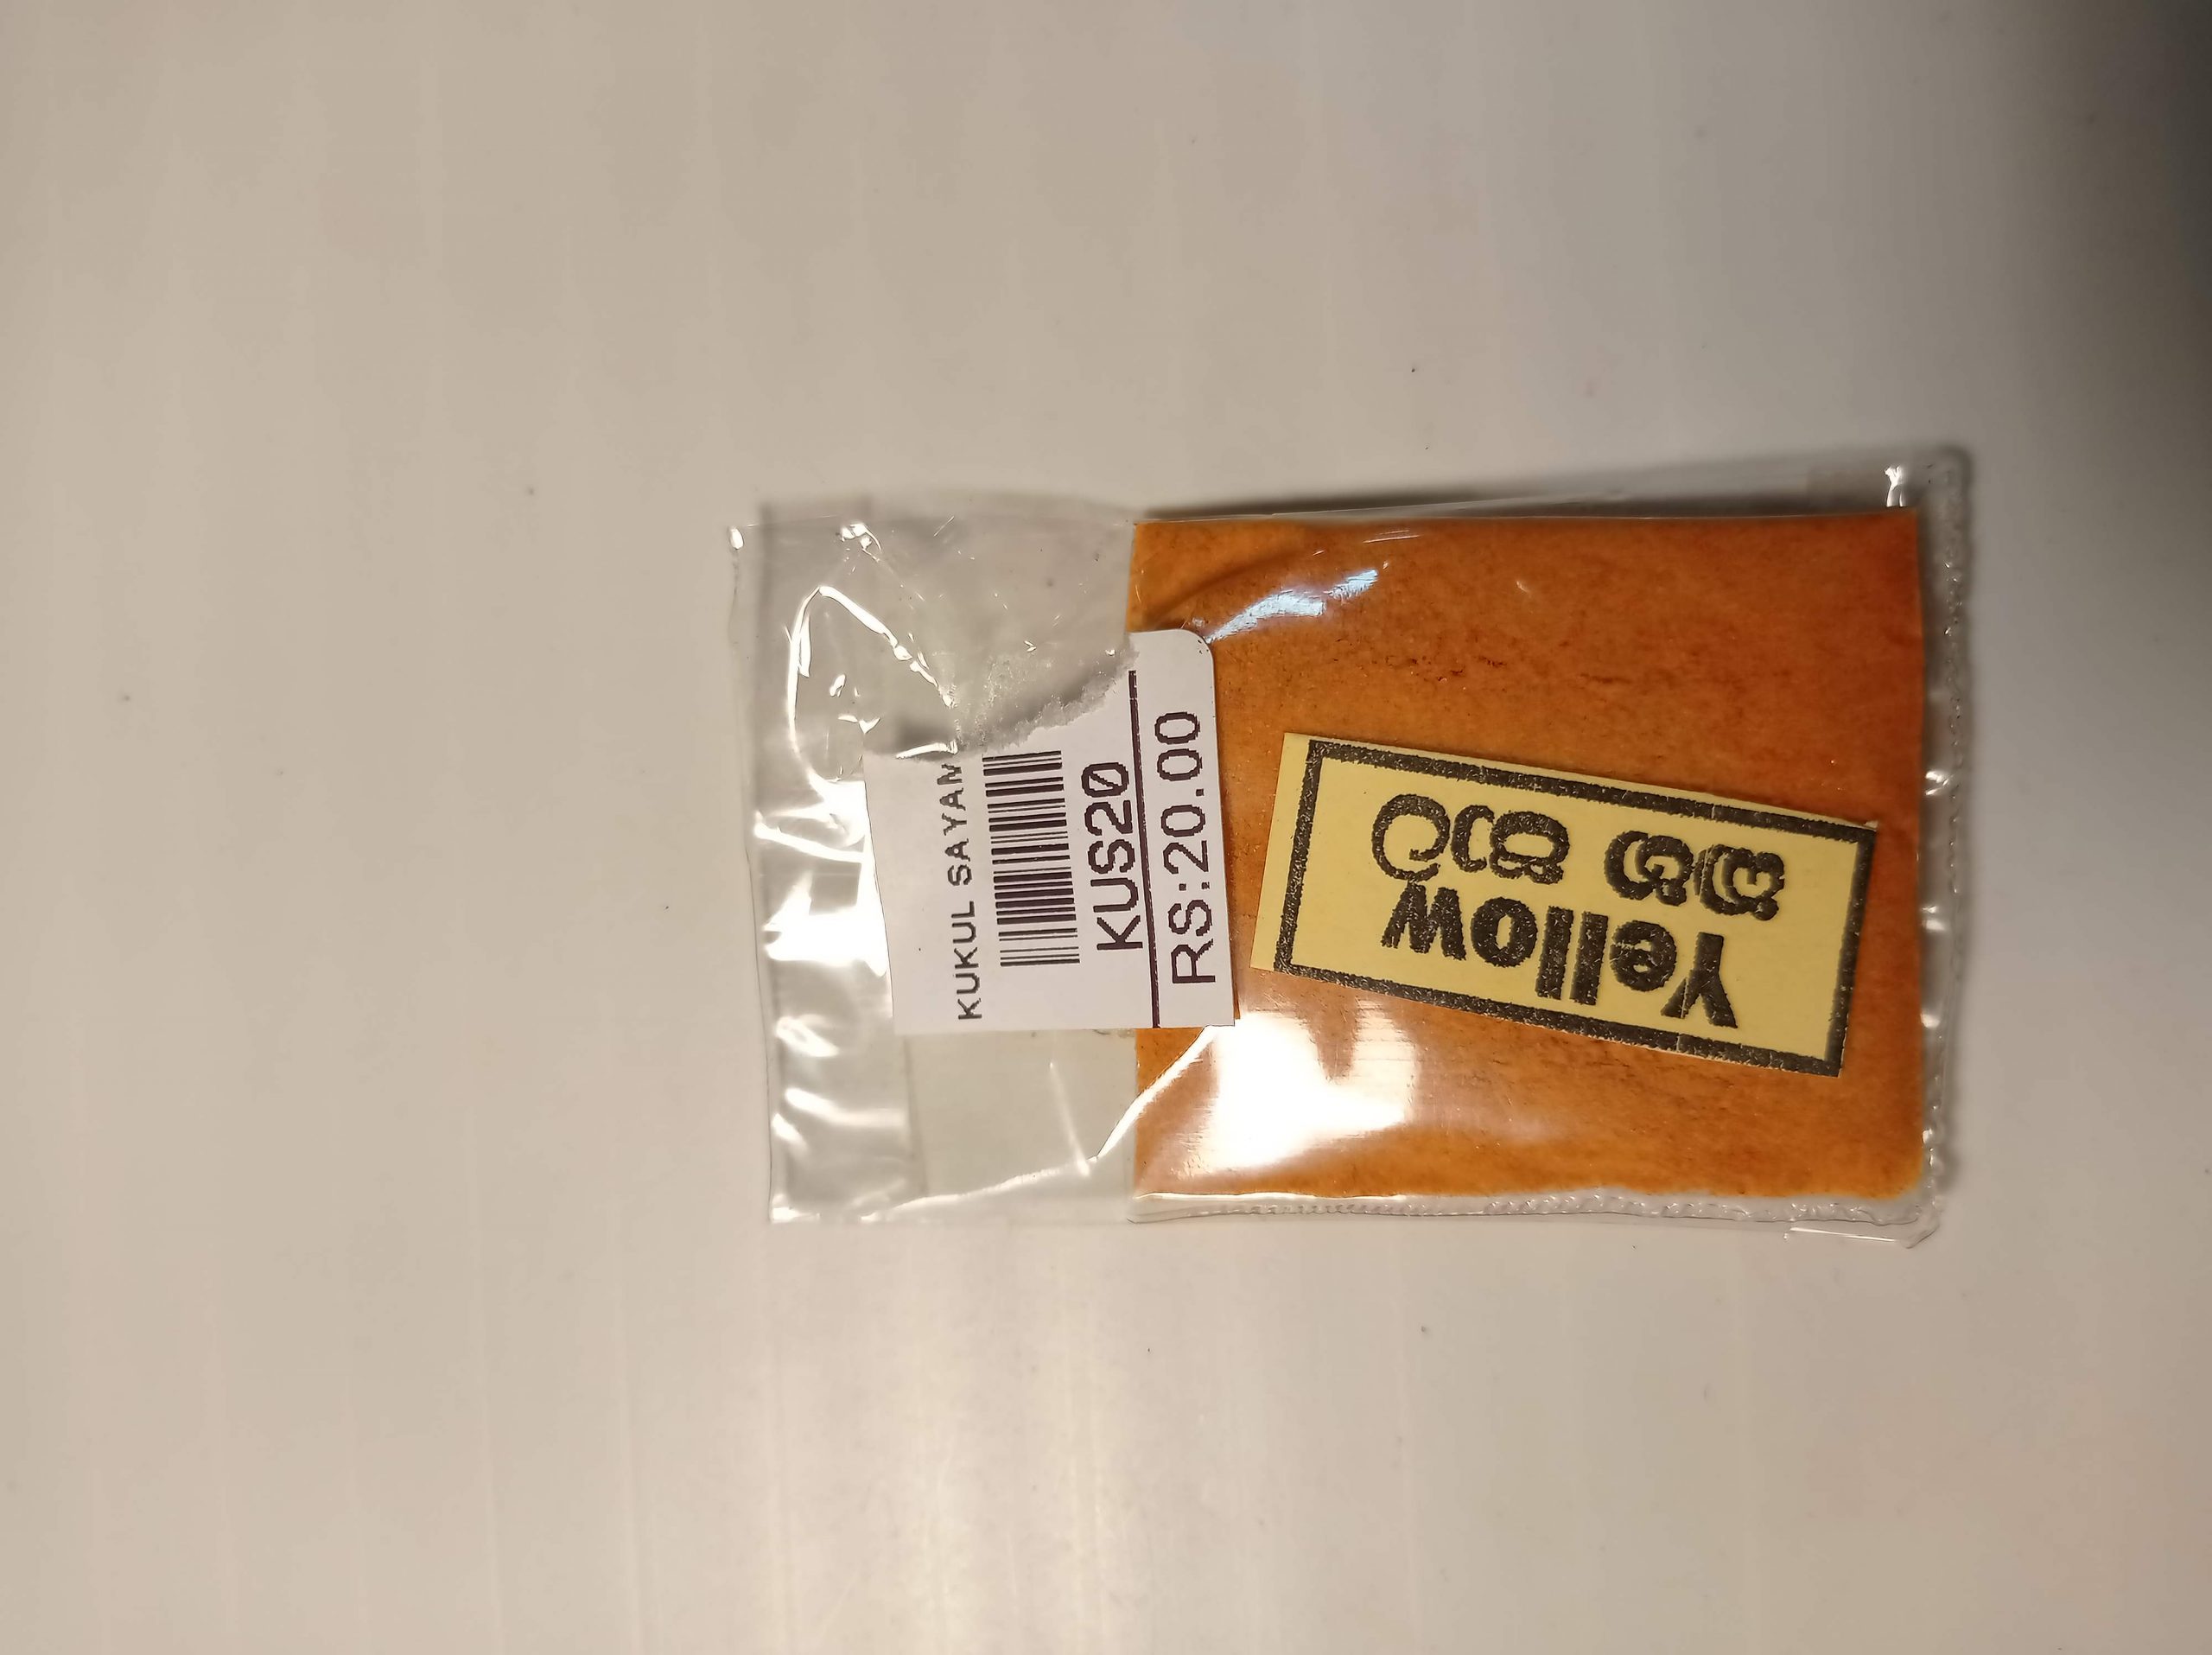 KUKUL SAYAM
KUS20
RS:20.00
Yellow
කහ පාට